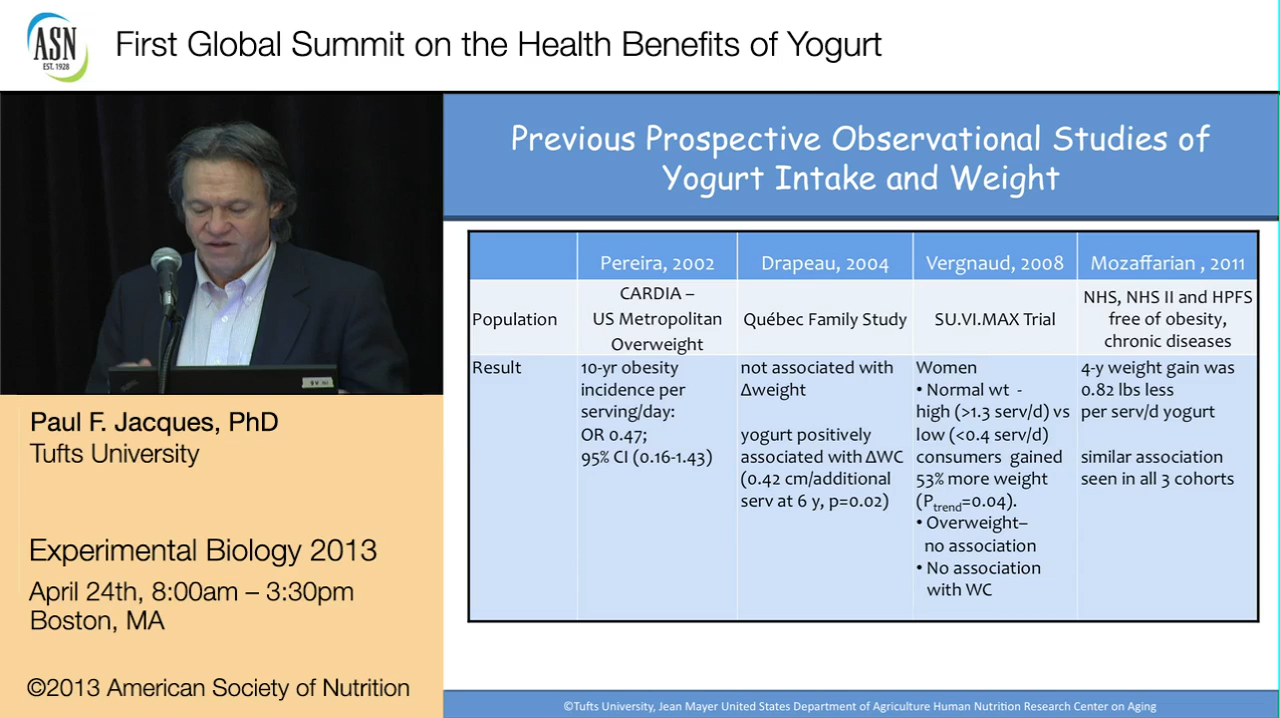 ASN
EST. 1928
First Global Summit on the Health Benefits of Yogurt
Previous Prospective Observational Studies of
Yogurt Intake and Weight
Pereira, 2002
Drapeau, 2004
Vergnaud, 2008
Mozaffarian , 2011
Population
CARDIA –
US Metropolitan
Overweight
Québec Family Study
SU.VI.MAX Trial
NHS, NHS II and HPFS
free of obesity,
chronic diseases
Result
10-yr obesity
incidence per
serving/day:
OR 0.47;
95% CI (0.16-1.43)
not associated with
Δweight
yogurt positively
associated with ΔWC
(0.42 cm/additional
serv at 6 y, p=0.02)
Women
• Normal wt -
high (>1.3 serv/d) vs
low (<0.4 serv/d)
consumers gained
53% more weight
(Ptrend=0.04).
• Overweight–
no association
• No association
with WC
4-y weight gain was
0.82 lbs less
per serv/d yogurt
similar association
seen in all 3 cohorts
Paul F. Jacques, PhD
Tufts University
Experimental Biology 2013
April 24th, 8:00am – 3:30pm
Boston, MA
©2013 American Society of Nutrition
©Tufts University, Jean Mayer United States Department of Agriculture Human Nutrition Research Center on Aging